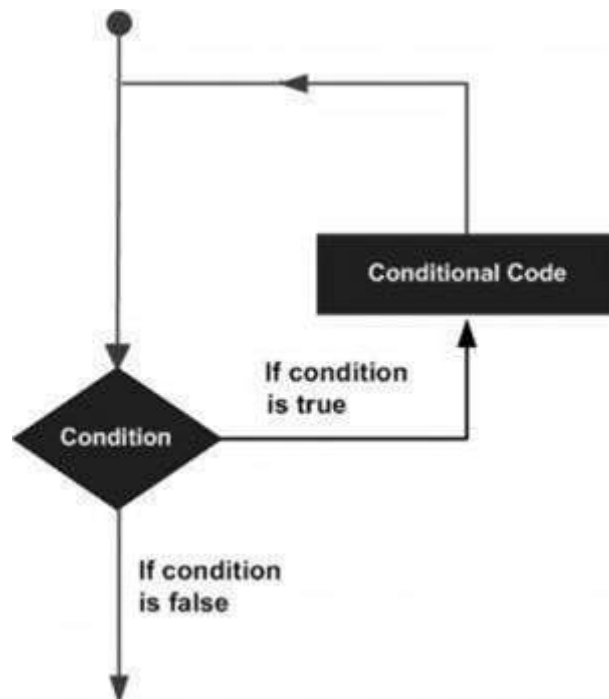 Conditional Code
If condition
is true
Condition
If condition
is false